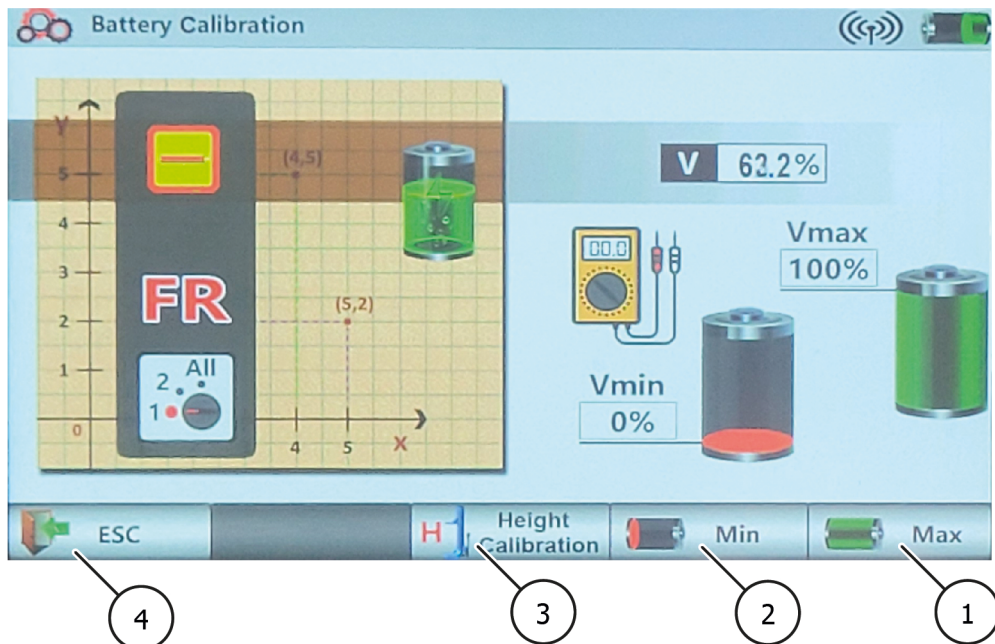 Battery Calibration
y
(4,5)
5
V 63.2%
4
00.0
Vmax
100%
3
FR
(5,2)
2
All
2
1
1
Vmin
0%
0
4
5
X
ESC
H
Height
Calibration
Min
Max
4
3
2
1